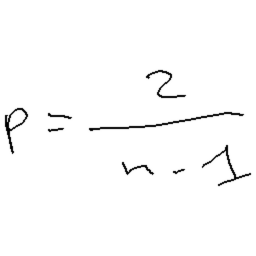 p = 2 / (n - 1)